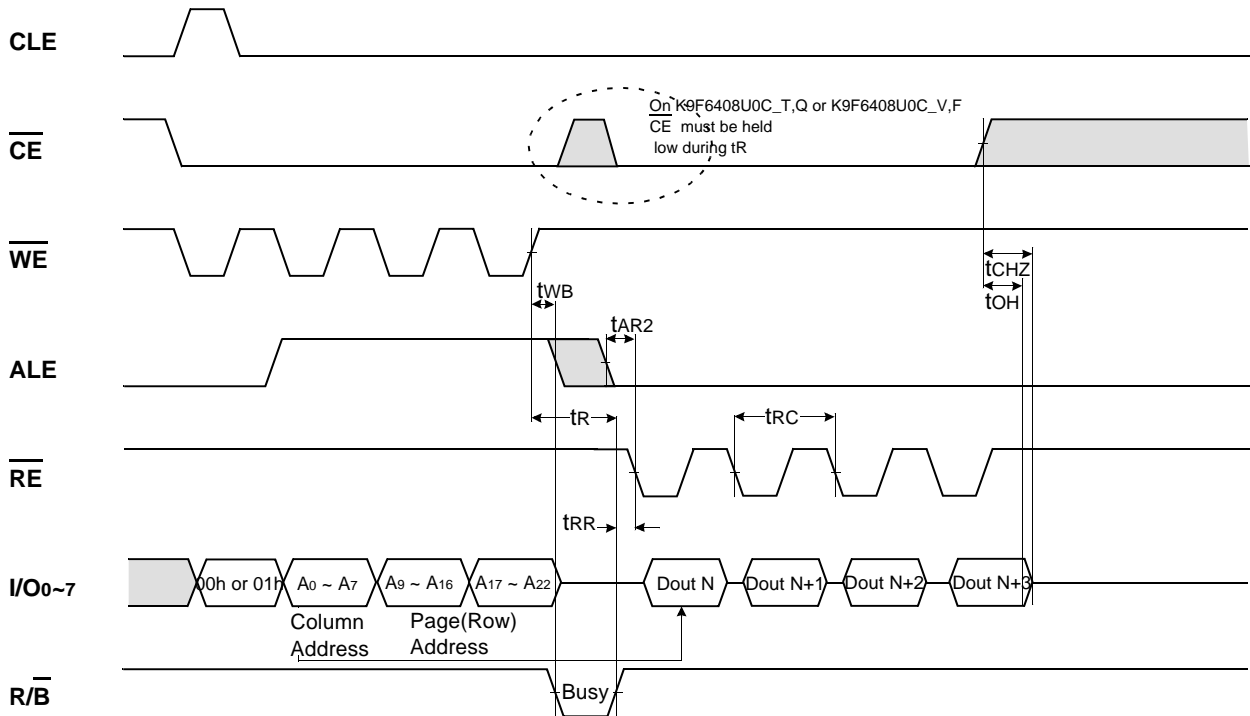 CLE
On K9F6408U0C_T,Q or K9F6408U0C_V,F
CE must be held
low during tR
CE
WE
tCHZ
tOH
tWB
tAR2
ALE
tR
tRC
RE
tRR
I/O0~7
00h or 01h
A0 ~ A7
A9 ~ A16
A17 ~ A22
Dout N
Dout N+1
Dout N+2
Dout N+3
Column
Address
Page(Row)
Address
R/B
Busy